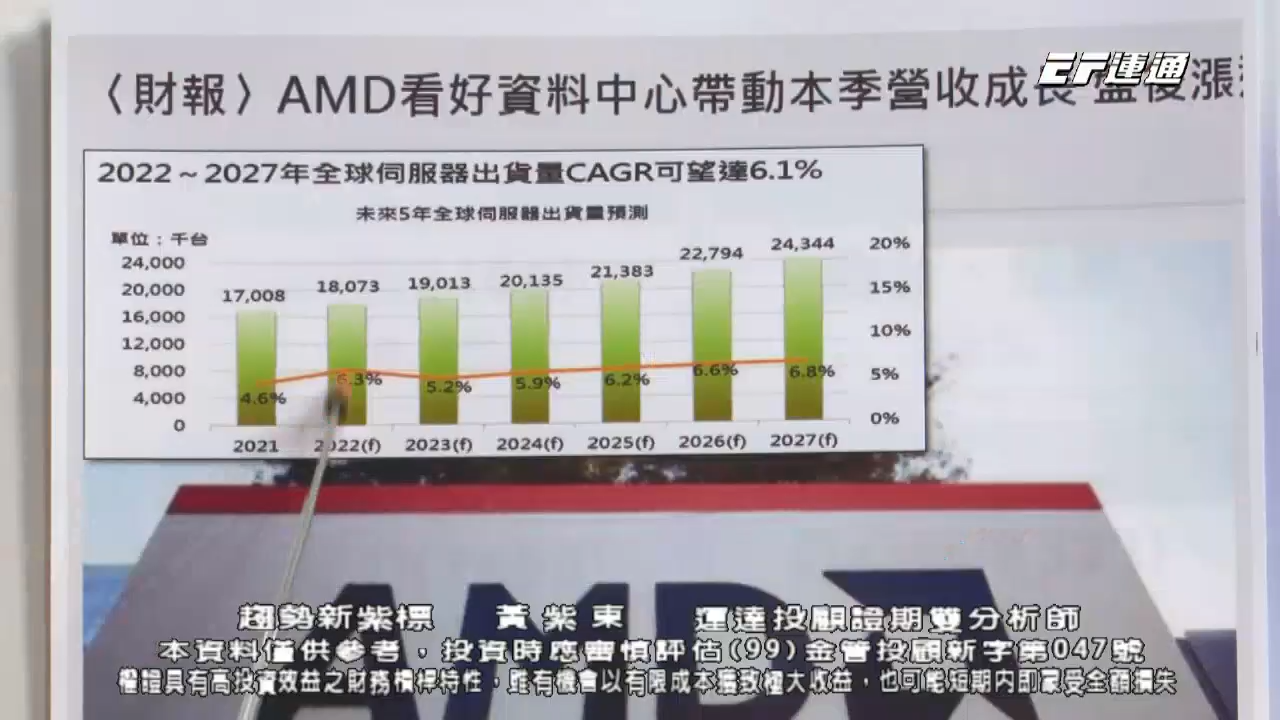 EF運通
〈財報〉AMD看好資料中心帶動本季營收成長 盤後漲
2022～2027年全球伺服器出貨量CAGR可望達6.1%
未來5年全球伺服器出貨量預測
單位：千台
24,000
20,000
16,000
12,000
8,000
4,000
0
17,008 18,073 19,013 20,135 21,383 22,794 24,344
4.6% 6.3% 5.2% 5.9% 6.2% 6.6% 6.8%
20%
15%
10%
5%
0%
2021 2022(f) 2023(f) 2024(f) 2025(f) 2026(f) 2027(f)
AMD
趨勢新紫標 黃紫東 運達投顧證期雙分析師
本資料僅供參考，投資時應審慎評估(99)金管投顧新字第047號
權證具有高投資效益之財務槓桿特性，雖有機會以有限成本獲致極大收益，也可能短期內即蒙受全額損失